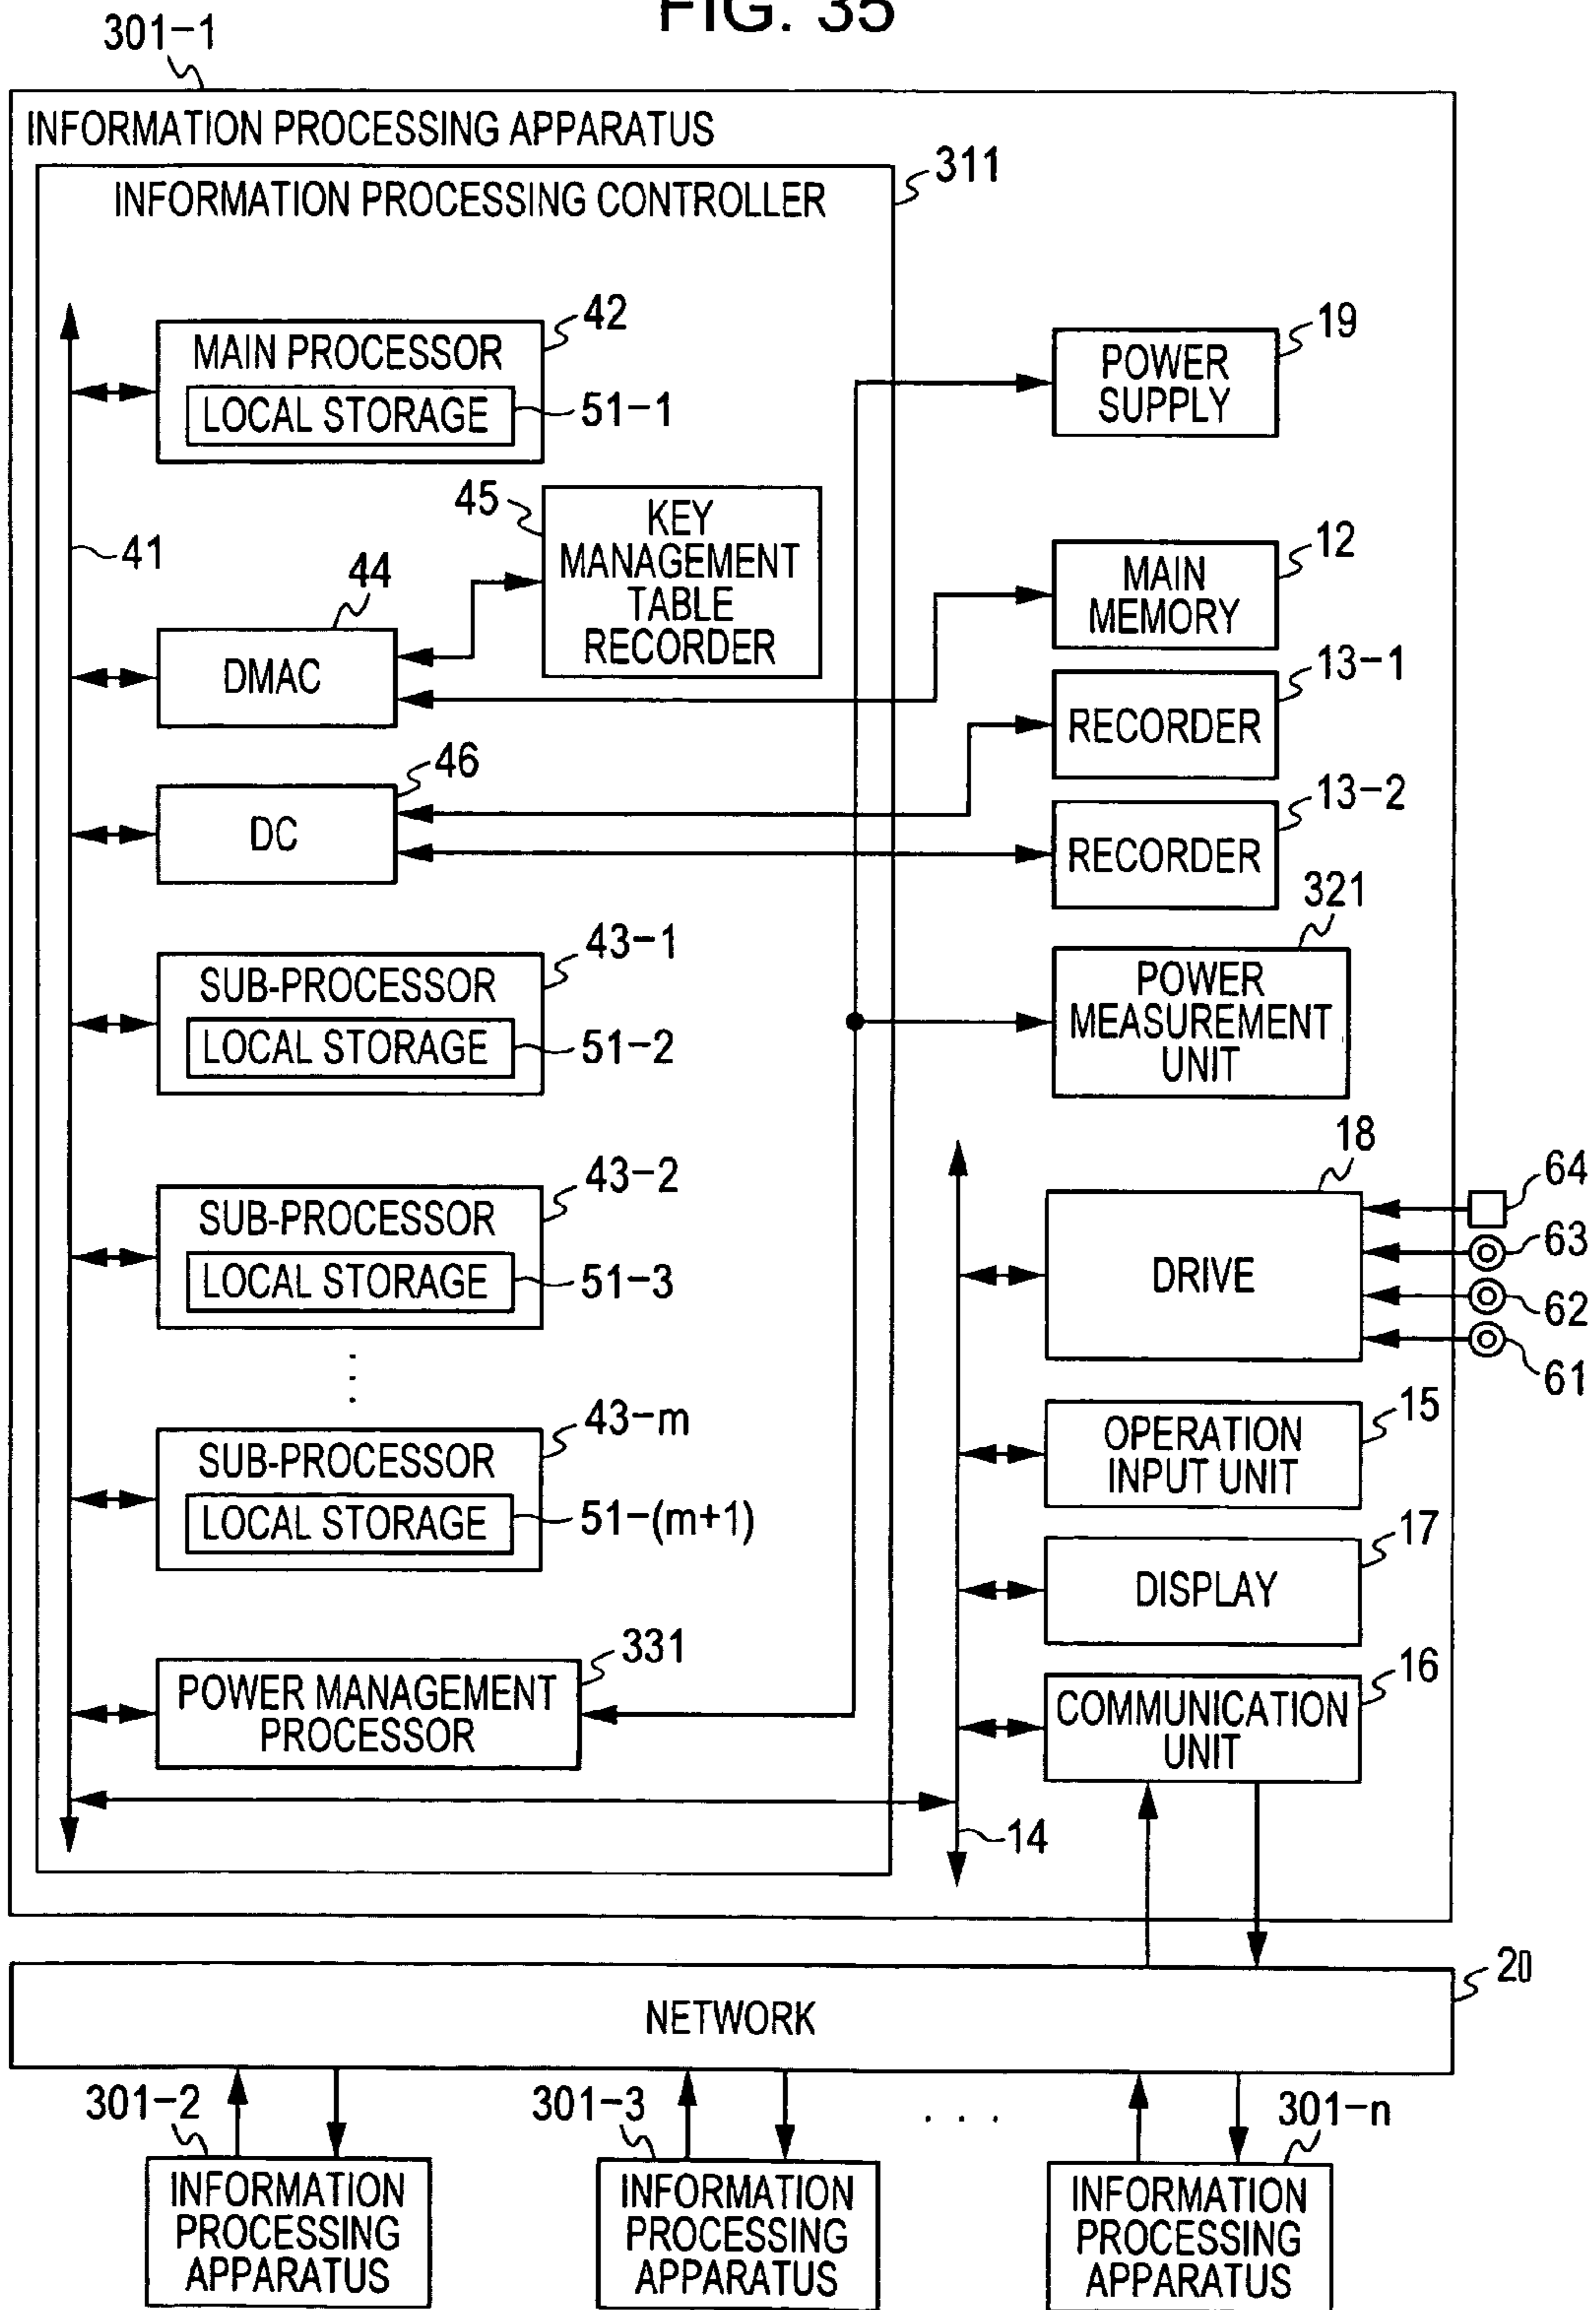 FIG. 35
301-1
INFORMATION PROCESSING APPARATUS
INFORMATION PROCESSING CONTROLLER
311
41
MAIN PROCESSOR
42
LOCAL STORAGE
51-1
POWER
SUPPLY
19
45
KEY
MANAGEMENT
TABLE
RECORDER
44
DMAC
MAIN
MEMORY
12
46
DC
RECORDER
13-1
RECORDER
13-2
SUB-PROCESSOR
43-1
LOCAL STORAGE
51-2
321
POWER
MEASUREMENT
UNIT
SUB-PROCESSOR
43-2
LOCAL STORAGE
51-3
18
DRIVE
64
63
62
61
SUB-PROCESSOR
43-m
LOCAL STORAGE
51-(m+1)
OPERATION
INPUT UNIT
15
DISPLAY
17
POWER MANAGEMENT
PROCESSOR
331
COMMUNICATION
UNIT
16
14
NETWORK
20
301-2
INFORMATION
PROCESSING
APPARATUS
301-3
INFORMATION
PROCESSING
APPARATUS
. . .
301-n
INFORMATION
PROCESSING
APPARATUS